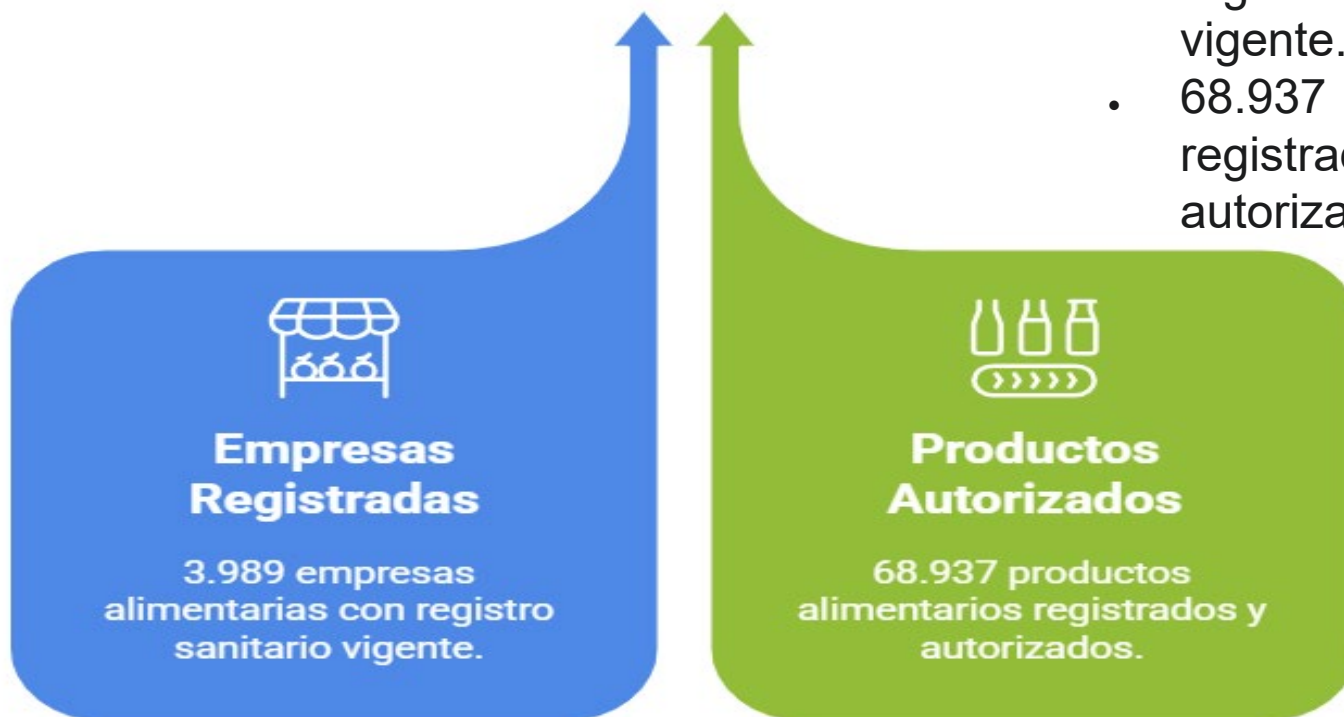 vigente.
• 68.937
Empresas
Registradas
3.989 empresas
alimentarias con registro
sanitario vigente.
Productos
Autorizados
68.937 productos
alimentarios registrados y
autorizados.